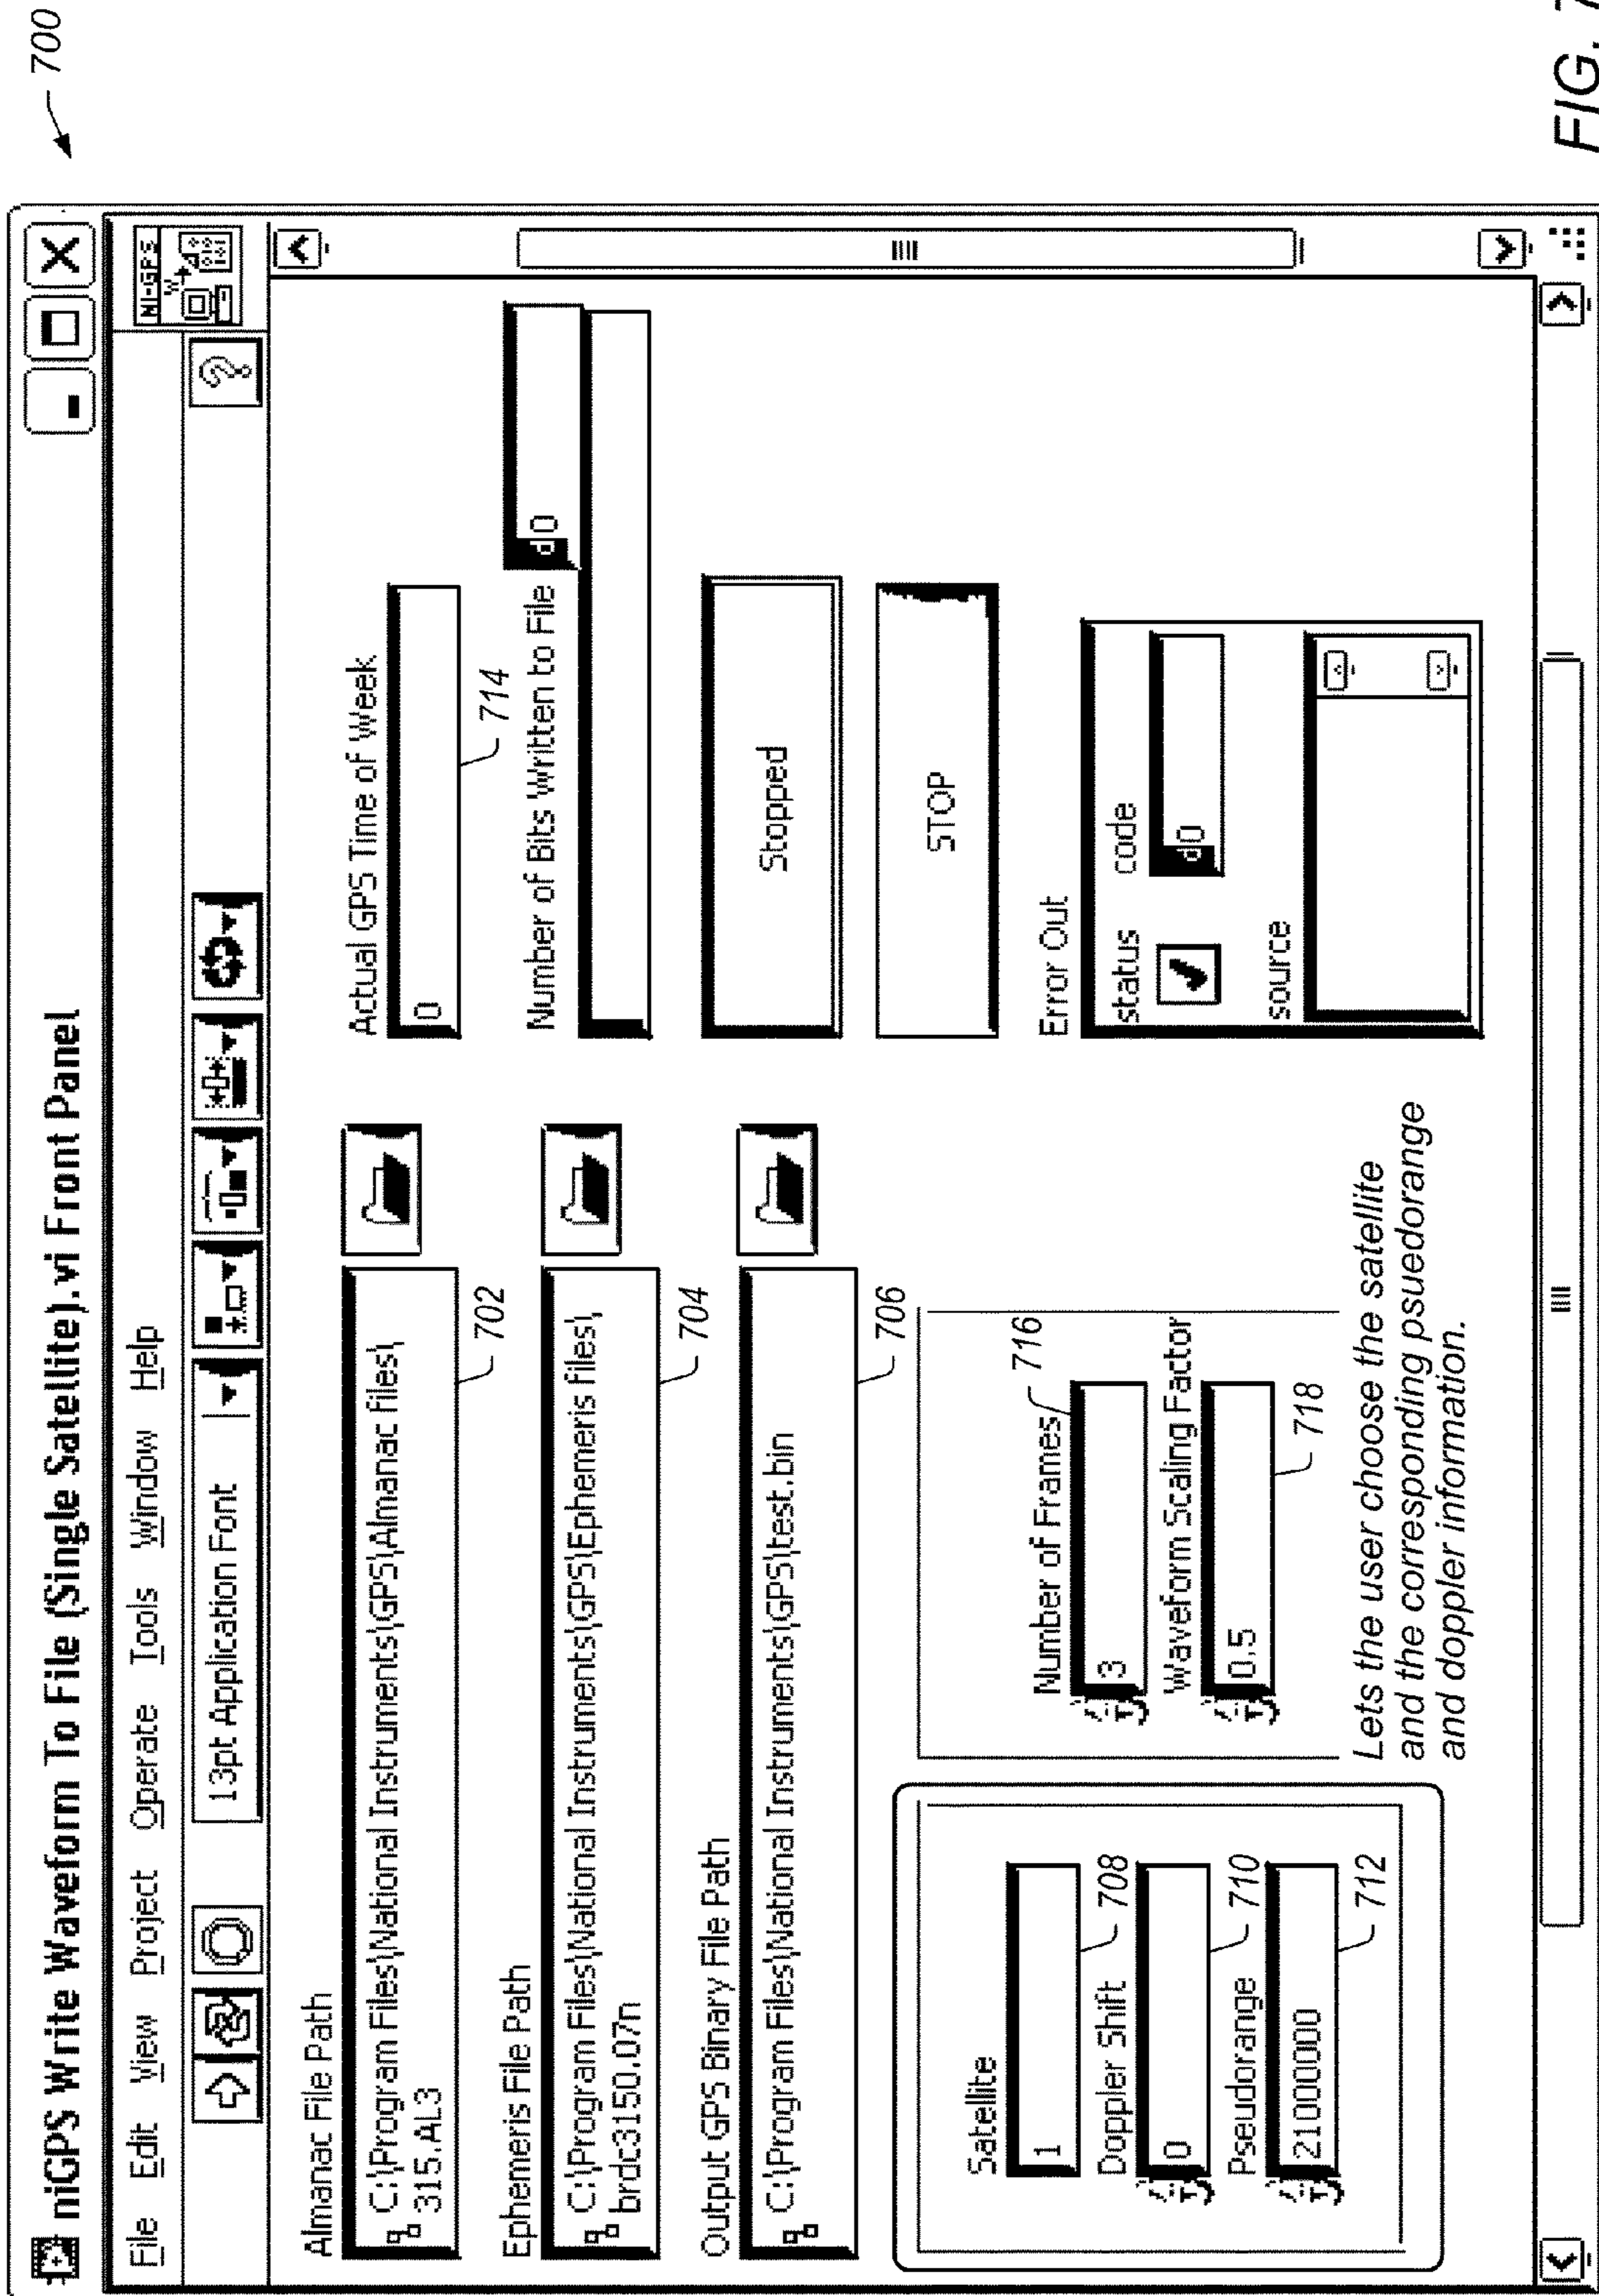 700
niGPS Write Waveform To File (Single Satellite).vi Front Panel
File Edit View Project Operate Tools Window Help
NI-GPS
13pt Application Font
?
Almanac File Path
C:\Program Files\National Instruments\GPS\Almanac files\
315.AL3
702
Ephemeris File Path
C:\Program Files\National Instruments\GPS\Ephemeris files\
brdc3150.07n
704
Output GPS Binary File Path
C:\Program Files\National Instruments\GPS\test.bin
706
Satellite
1
708
Doppler Shift
0
710
Pseudorange
21000000
712
Number of Frames
716
3
Waveform Scaling Factor
0.5
718
Lets the user choose the satellite
and the corresponding psuedorange
and doppler information.
Actual GPS Time of Week
0
714
Number of Bits Written to File
d0
Stopped
STOP
Error Out
status code
d0
source
FIG. 7